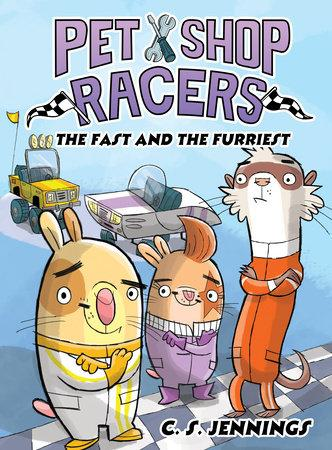 PET SHOP
RACERS
THE FAST AND THE FURRIEST
C. S. JENNINGS